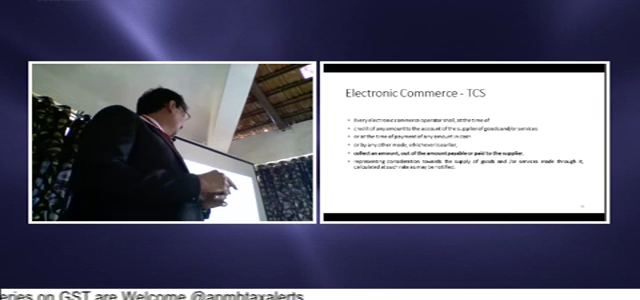 Electronic Commerce - TCS
• Every electronic commerce operator shall, at the time of
• credit of any amount to the account of the supplier of goods and/or services
• or at the time of payment of any amount in cash
• or by any other mode, whichever is earlier,
• collect an amount, out of the amount payable or paid to the supplier,
• representing consideration towards the supply of goods and /or services made through it,
calculated at such rate as may be notified.
eries on GST are Welcome @apmhtaxalerts